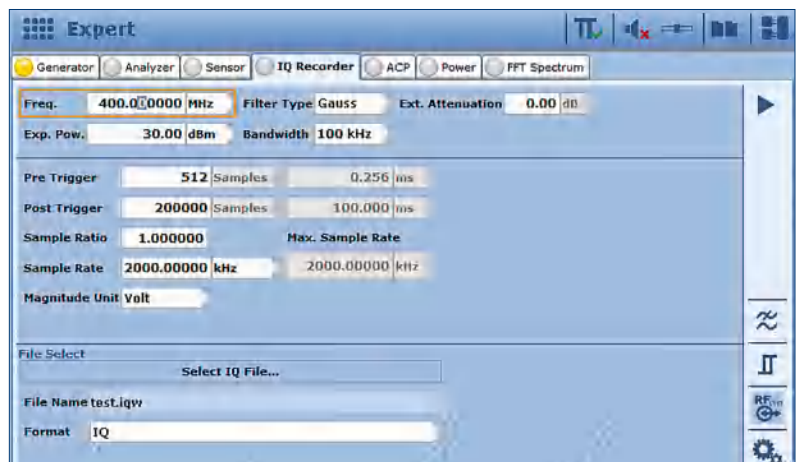 Expert
Generator Analyzer Sensor IQ Recorder ACP Power FFT Spectrum
Freq. 400.000000 MHz Filter Type Gauss Ext. Attenuation 0.00 dB
Exp. Pow. 30.00 dBm Bandwidth 100 kHz
Pre Trigger 512 Samples 0.256 ms
Post Trigger 200000 Samples 100.000 ms
Sample Ratio 1.000000 Max. Sample Rate
Sample Rate 2000.00000 kHz 2000.00000 kHz
Magnitude Unit Volt
File Select
Select IQ File...
File Name test.iqw
Format IQ
RF